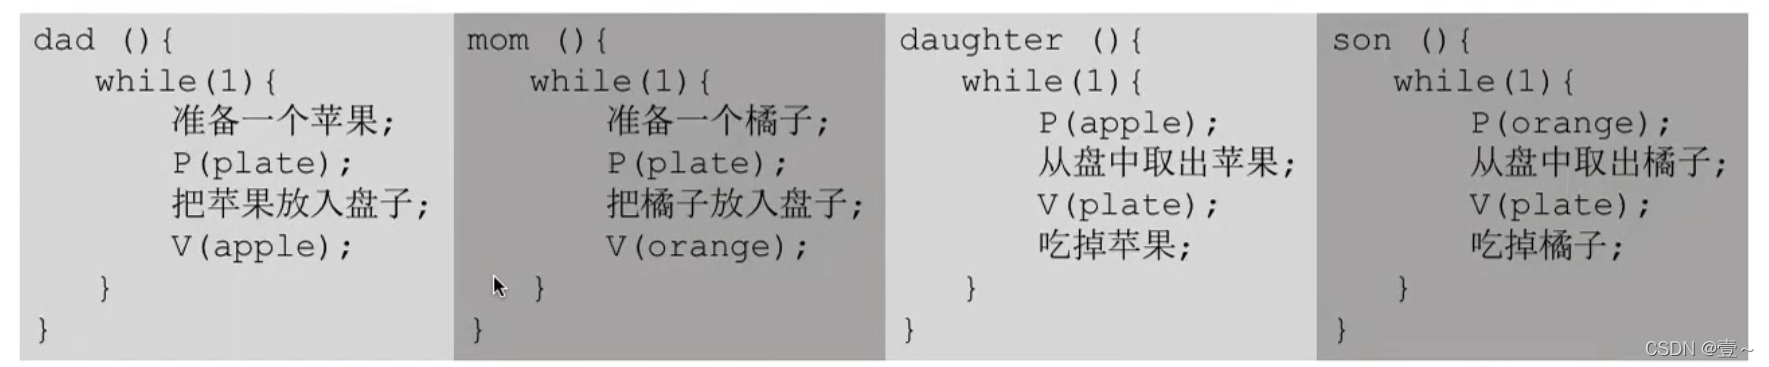 dad (){
while(1){
准备一个苹果;
P(plate);
把苹果放入盘子;
V(apple);
}
}
mom (){
while(1){
准备一个橘子;
P(plate);
把橘子放入盘子;
V(orange);
}
}
daughter (){
while(1){
P(apple);
从盘中取出苹果;
V(plate);
吃掉苹果;
}
}
son (){
while(1){
P(orange);
从盘中取出橘子;
V(plate);
吃掉橘子;
}
}
CSDN @壹~